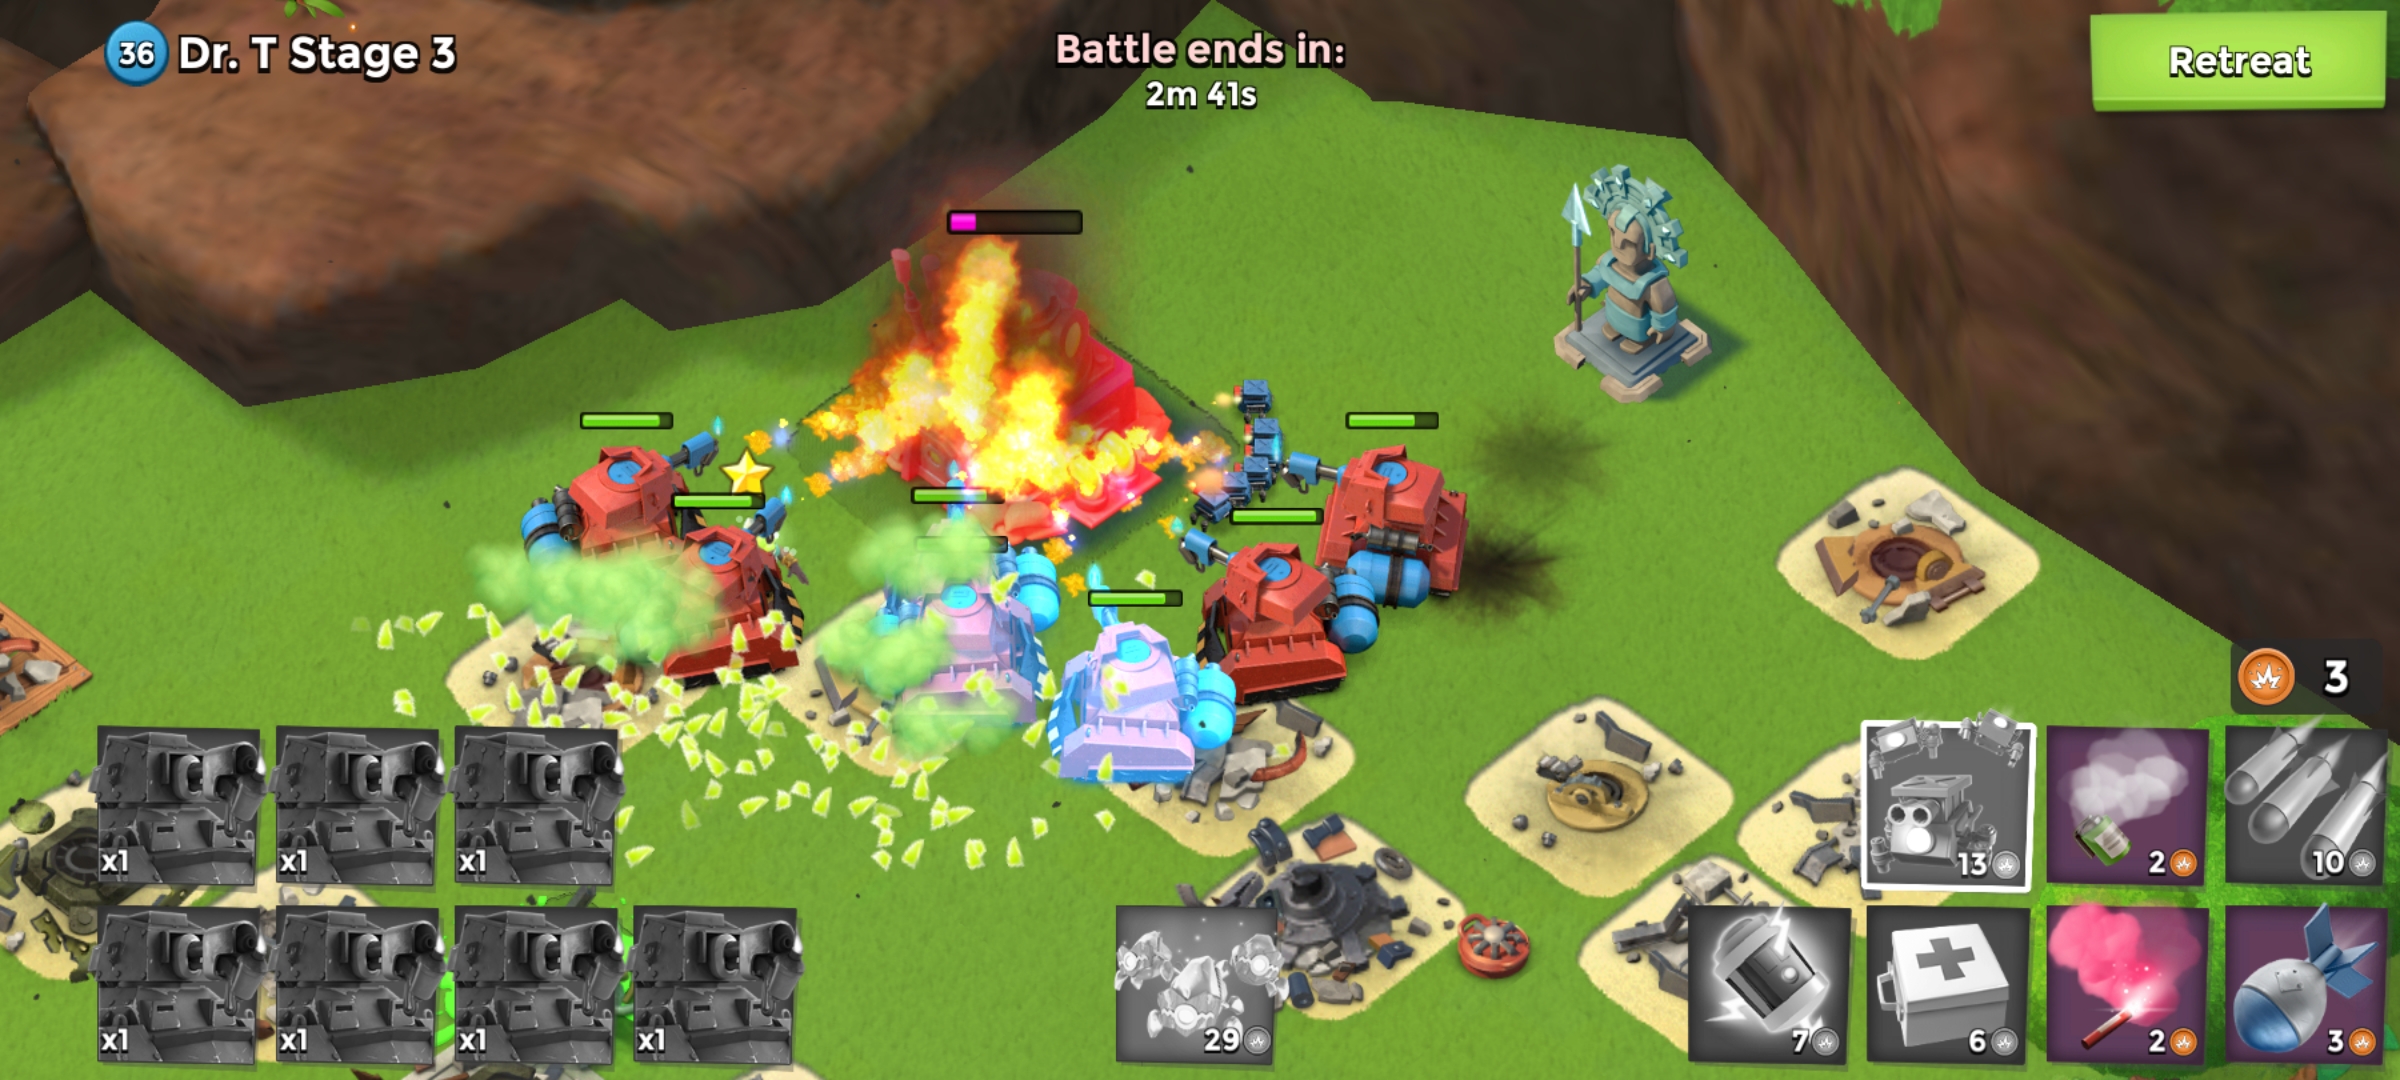 36 Dr. T Stage 3
Battle ends in:
2m 41s
Retreat
3
x1 x1 x1
13 2 10
x1 x1 x1 x1
29 7 6 2 3